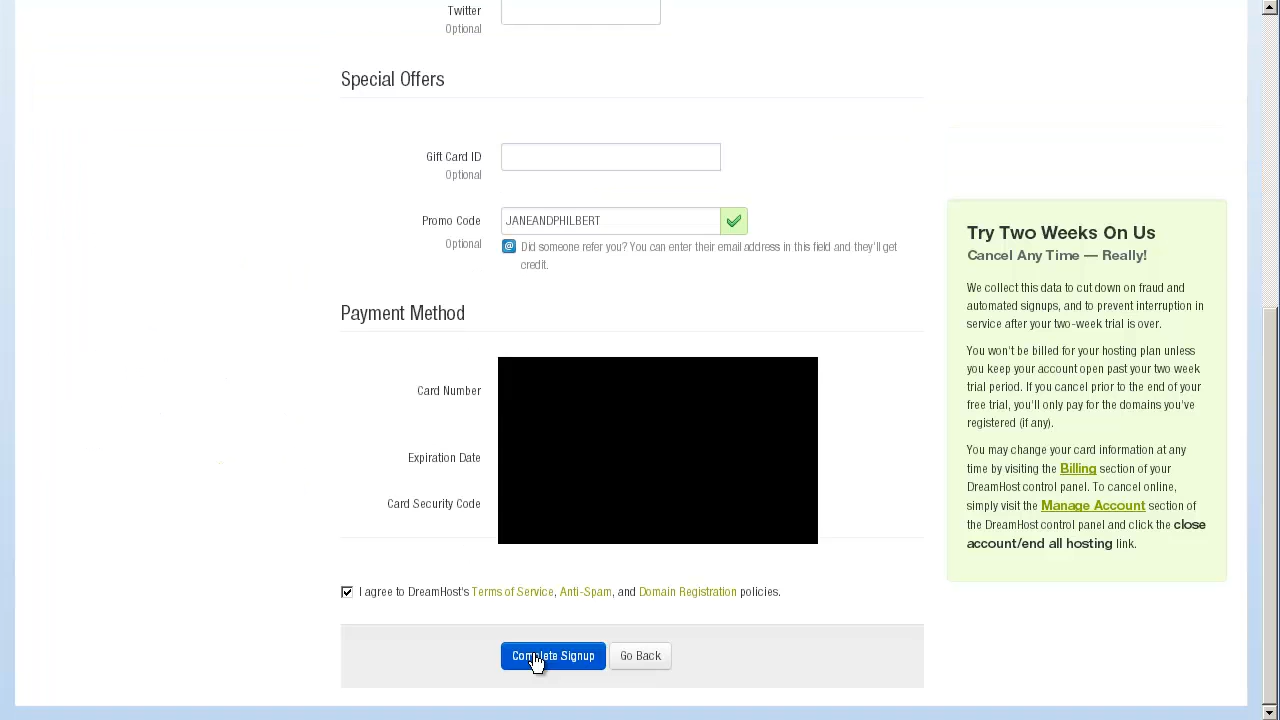 Twitter
Optional
Special Offers
Gift Card ID
Optional
Promo Code
JANEANDPHILBERT
Optional
@ Did someone refer you? You can enter their email address in this field and they'll get
credit.
Payment Method
Card Number
Expiration Date
Card Security Code
I agree to DreamHost's Terms of Service, Anti-Spam, and Domain Registration policies.
Complete Signup
Go Back
Try Two Weeks On Us
Cancel Any Time — Really!
We collect this data to cut down on fraud and
automated signups, and to prevent interruption in
service after your two-week trial is over.
You won't be billed for your hosting plan unless
you keep your account open past your two week
trial period. If you cancel prior to the end of your
free trial, you'll only pay for the domains you've
registered (if any).
You may change your card information at any
time by visiting the Billing section of your
DreamHost control panel. To cancel online,
simply visit the Manage Account section of
the DreamHost control panel and click the close
account/end all hosting link.